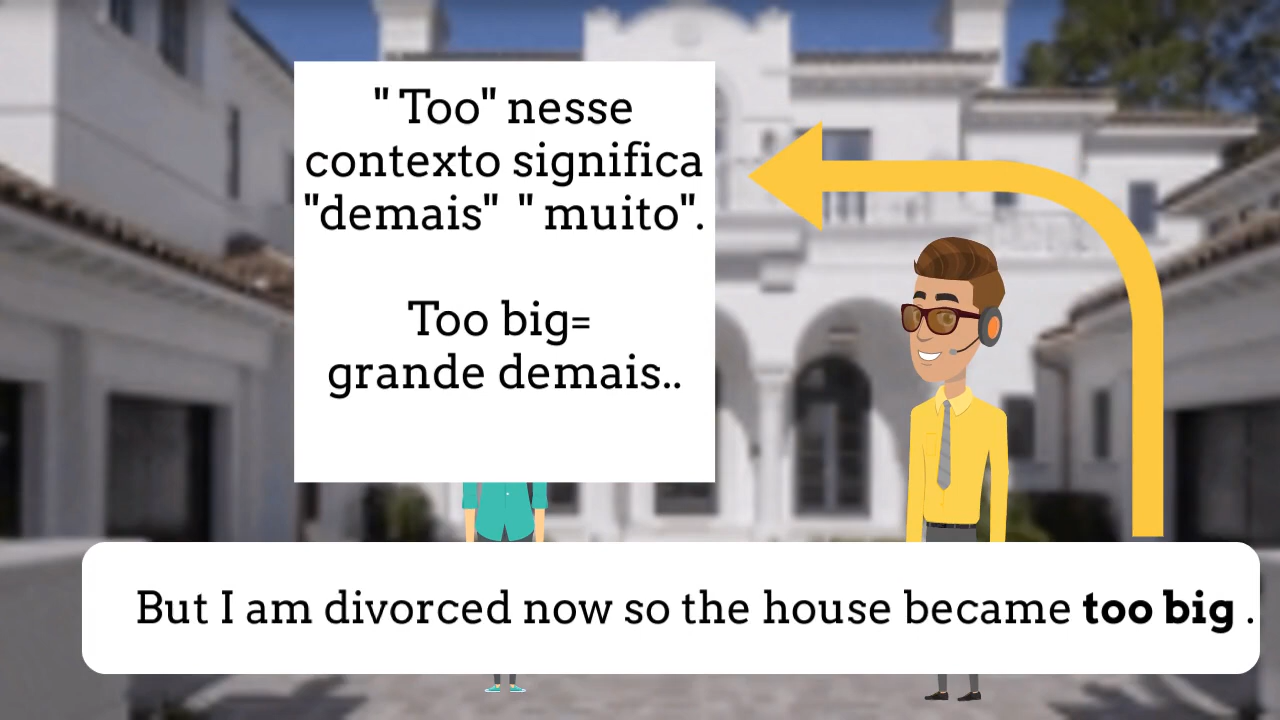 " Too" nesse
contexto significa
"demais" " muito".
Too big=
grande demais..
But I am divorced now so the house became too big .